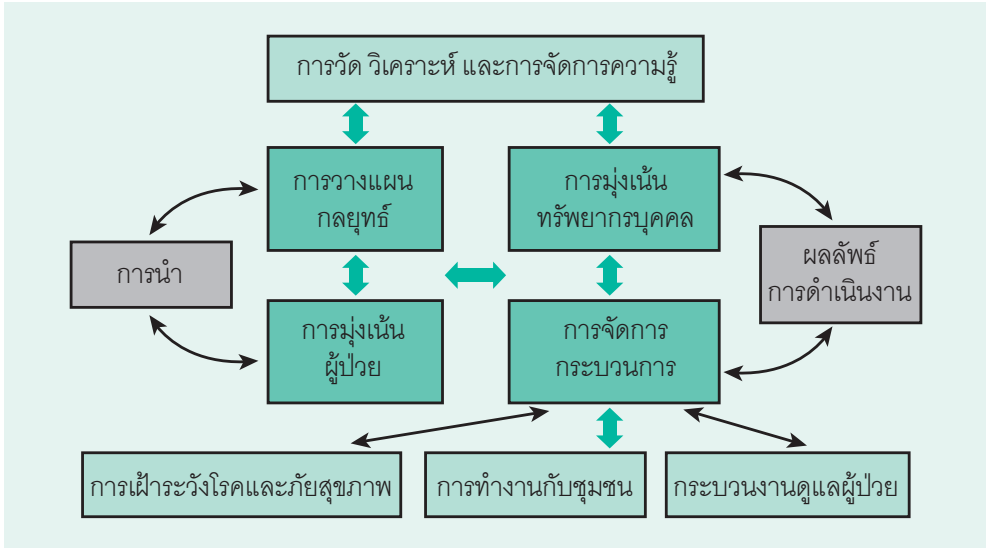 การวัด วิเคราะห์ และการจัดการความรู้
การวางแผน
กลยุทธ์
การมุ่งเน้น
ทรัพยากรบุคคล
การนำ
ผลลัพธ์
การดำเนินงาน
การมุ่งเน้น
ผู้ป่วย
การจัดการ
กระบวนการ
การเฝ้าระวังโรคและภัยสุขภาพ
การทำงานกับชุมชน
กระบวนงานดูแลผู้ป่วย